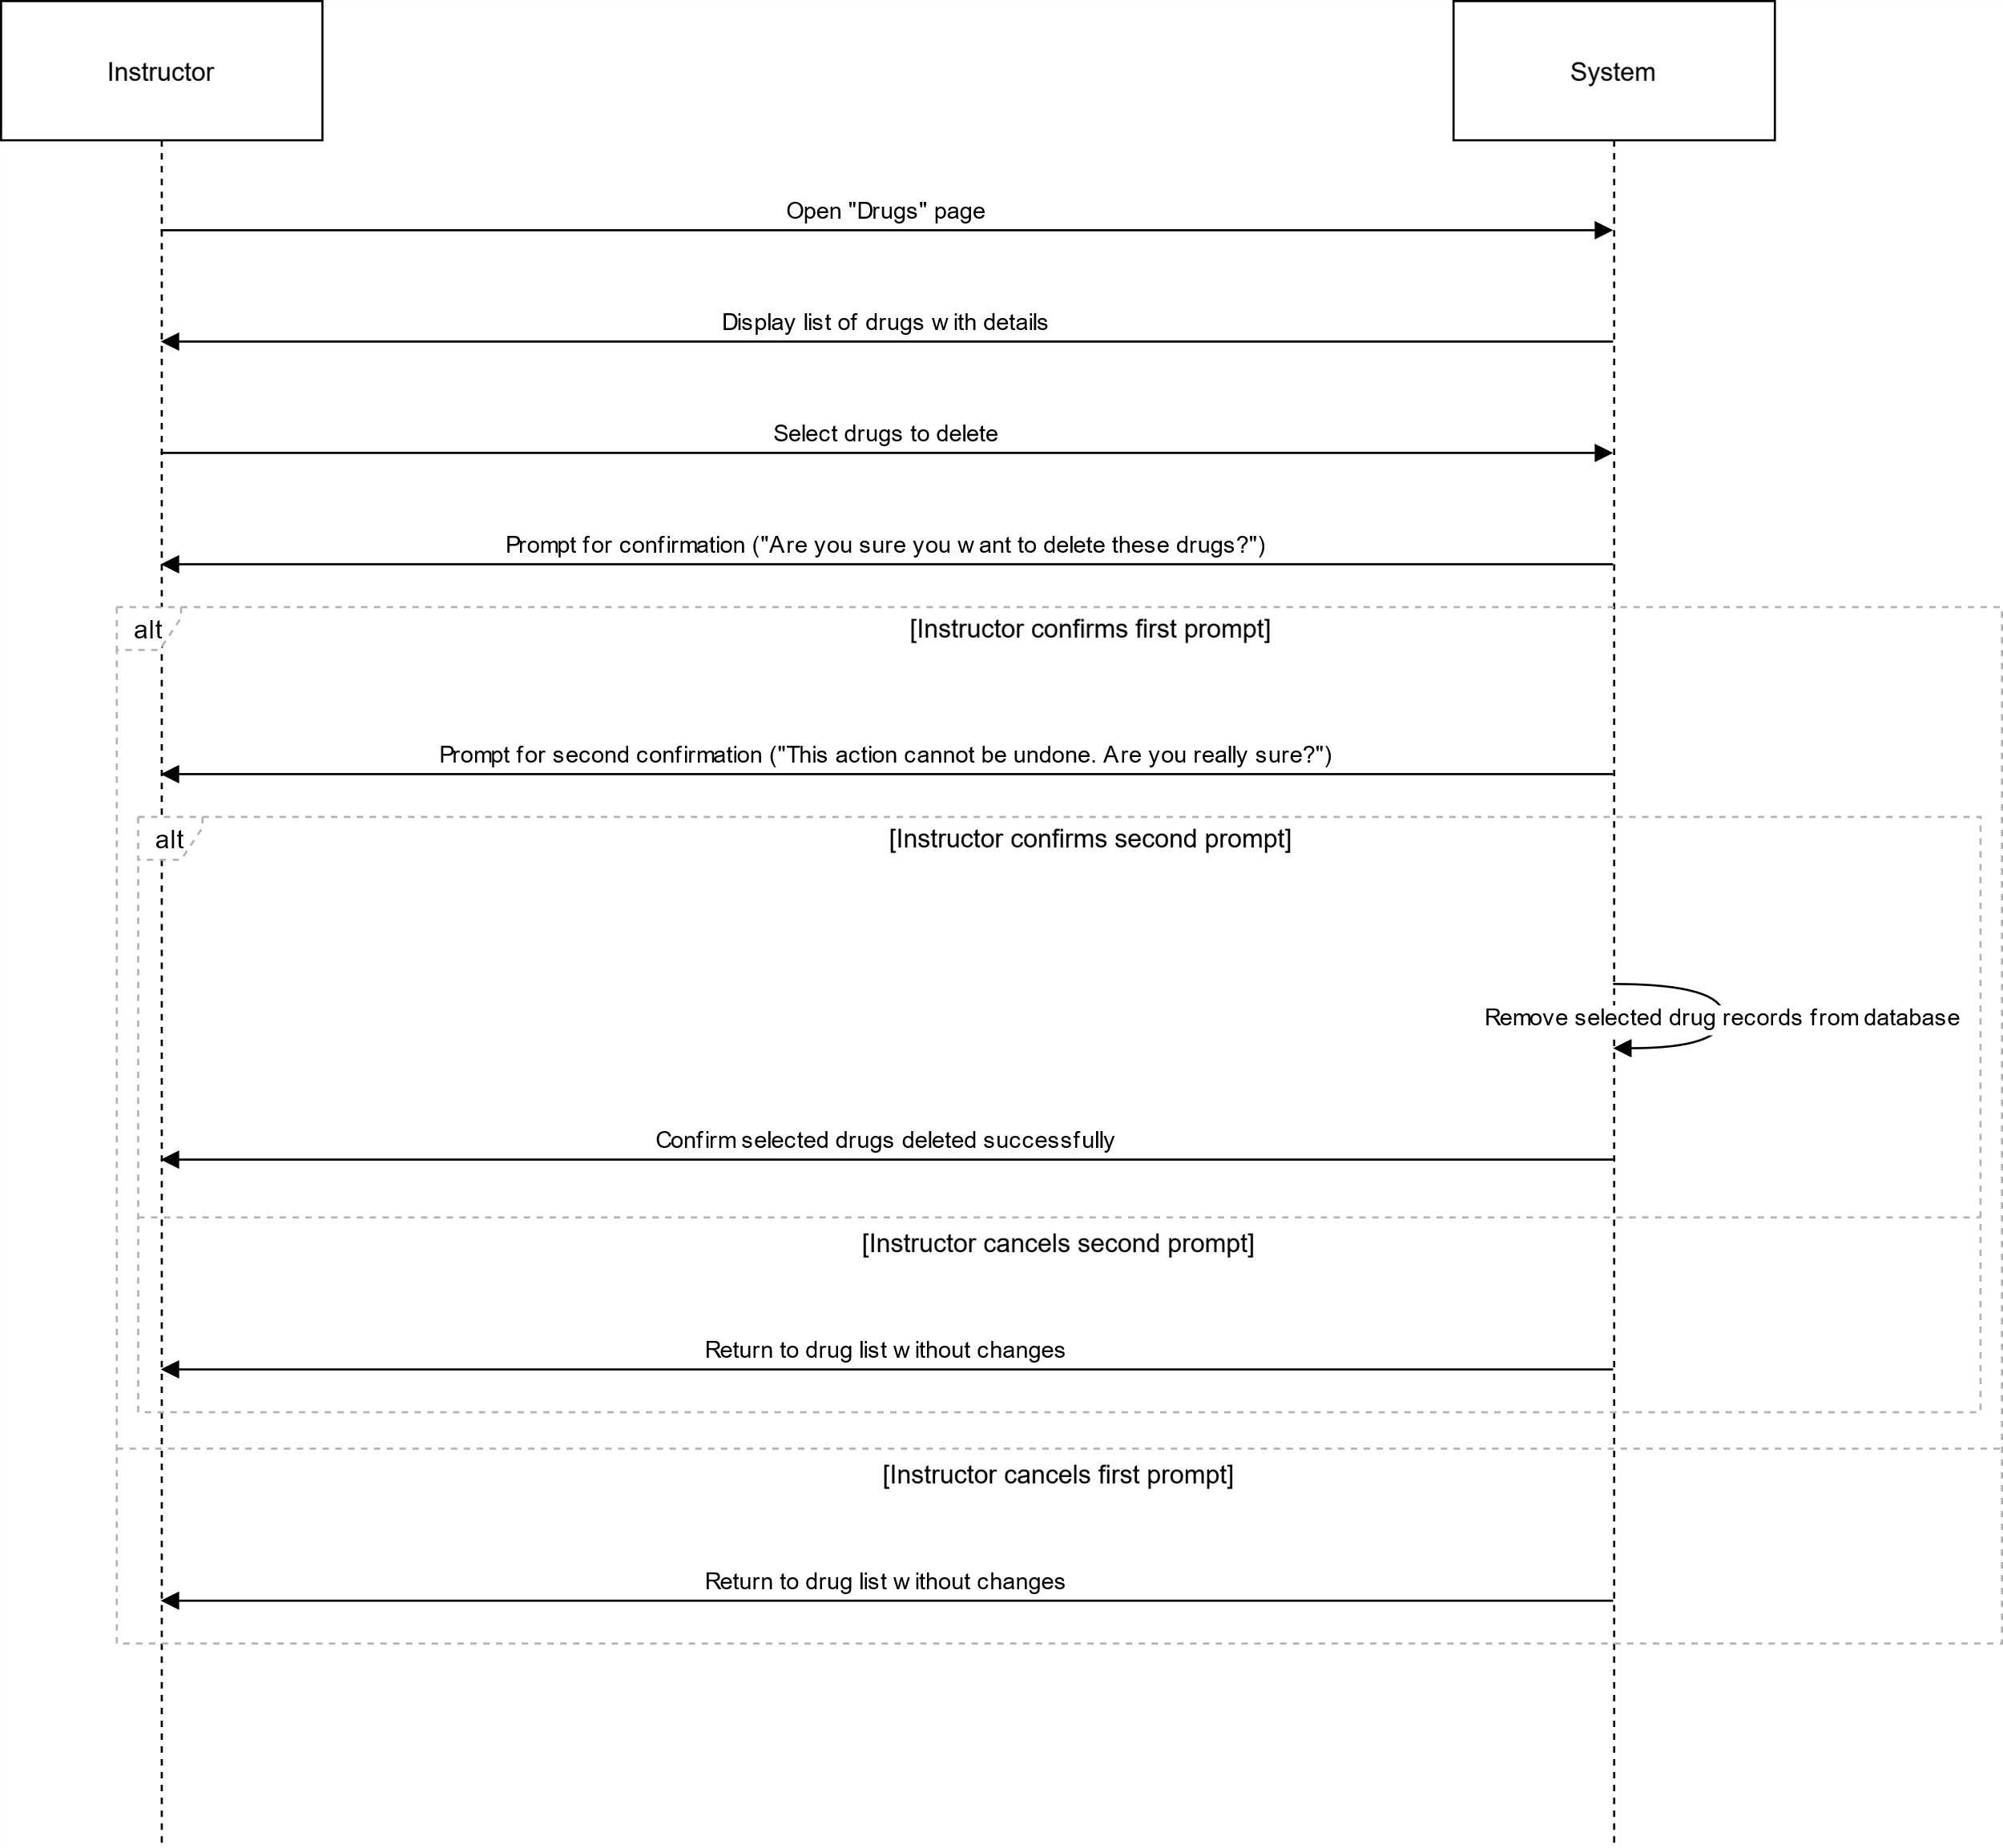 Instructor
System
Open "Drugs" page
Display list of drugs with details
Select drugs to delete
Prompt for confirmation ("Are you sure you want to delete these drugs?")
alt
[Instructor confirms first prompt]
Prompt for second confirmation ("This action cannot be undone. Are you really sure?")
alt
[Instructor confirms second prompt]
Remove selected drug records from database
Confirm selected drugs deleted successfully
[Instructor cancels second prompt]
Return to drug list without changes
[Instructor cancels first prompt]
Return to drug list without changes